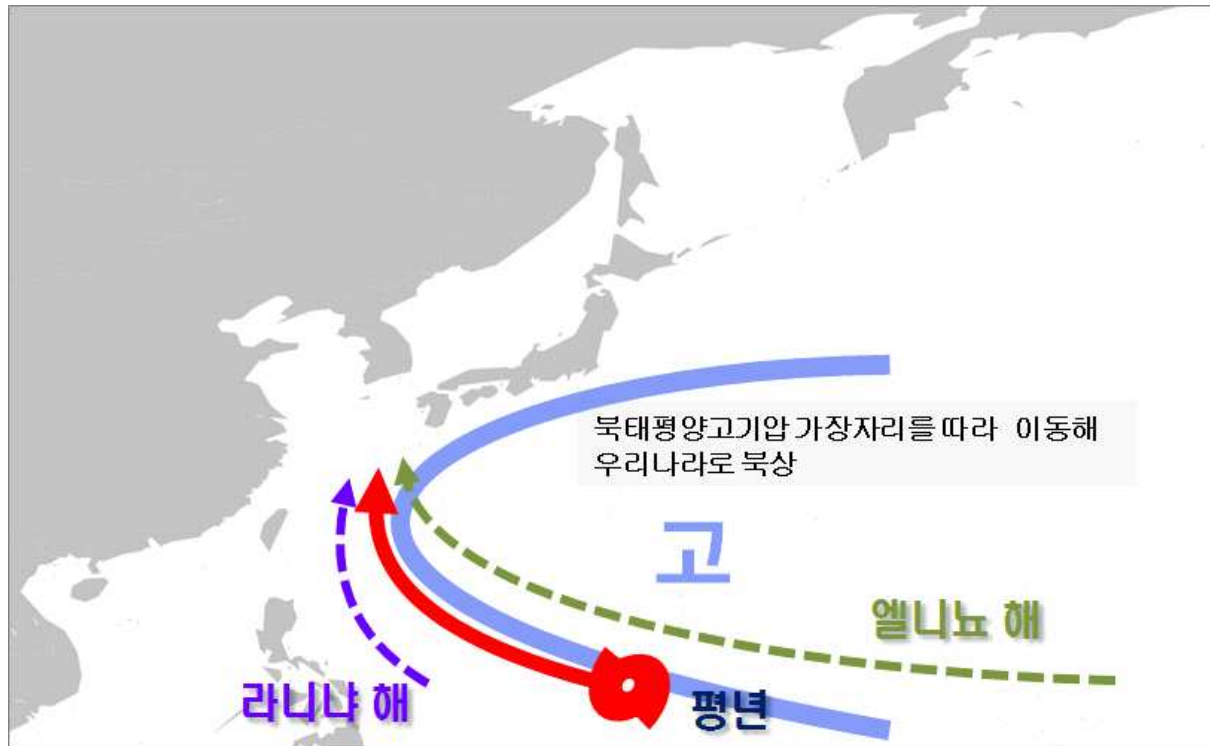 북태평양고기압 가장자리를 따라 이동해
우리나라로 북상
고
엘니뇨 해
라니냐 해
평년